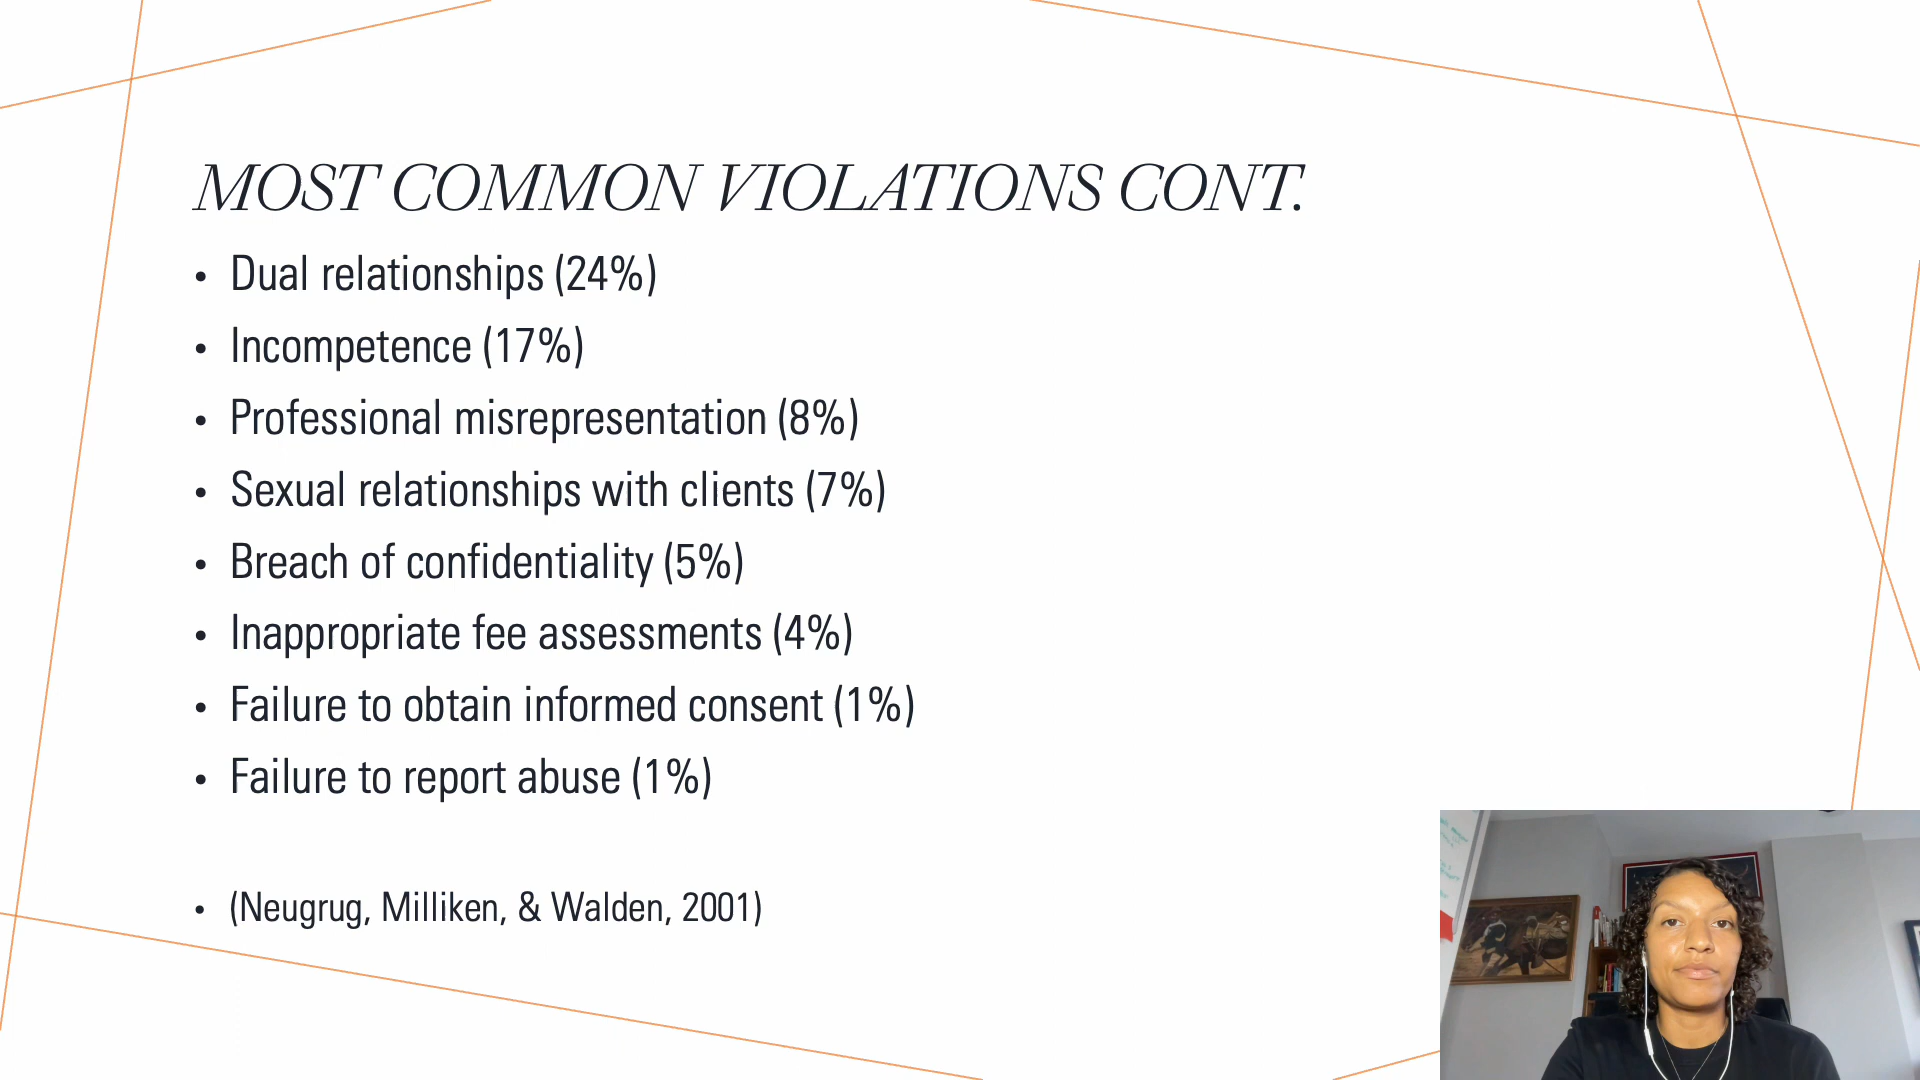 MOST COMMON VIOLATIONS CONT.
• Dual relationships (24%)
• Incompetence (17%)
• Professional misrepresentation (8%)
• Sexual relationships with clients (7%)
• Breach of confidentiality (5%)
• Inappropriate fee assessments (4%)
• Failure to obtain informed consent (1%)
• Failure to report abuse (1%)
• (Neugrug, Milliken, & Walden, 2001)